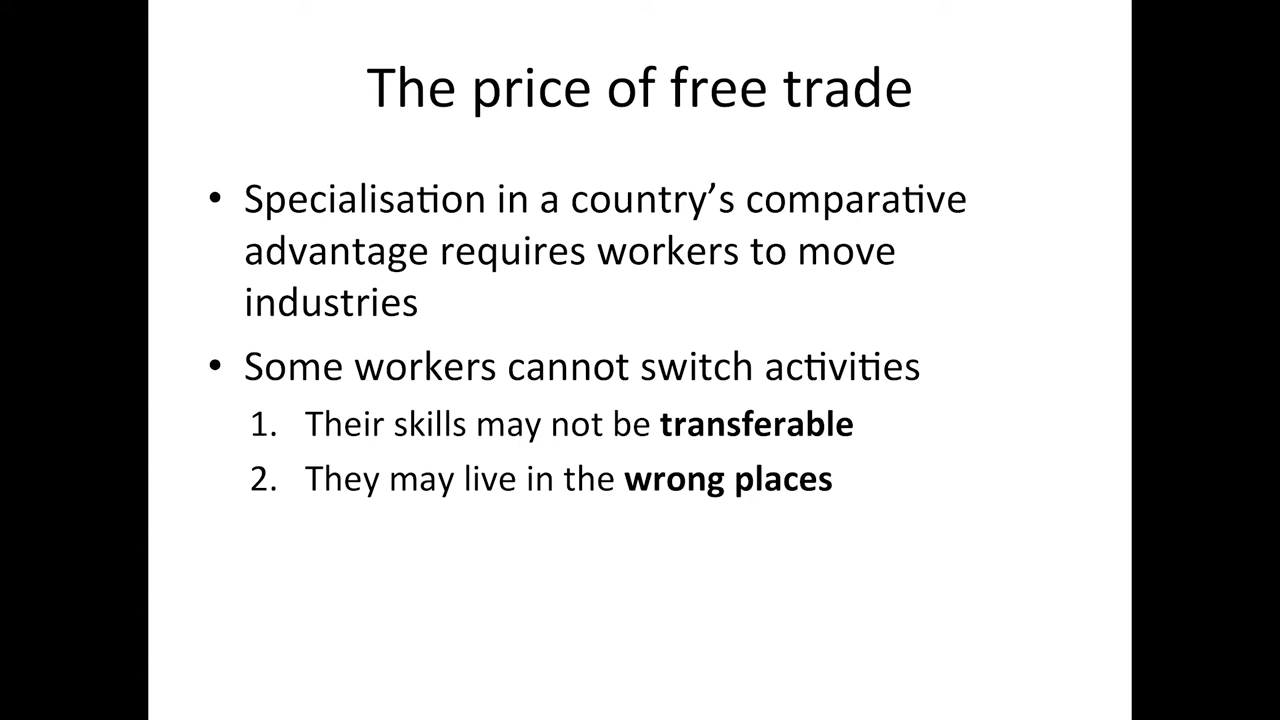 The price of free trade
• Specialisation in a country’s comparative
advantage requires workers to move
industries
• Some workers cannot switch activities
1. Their skills may not be transferable
2. They may live in the wrong places